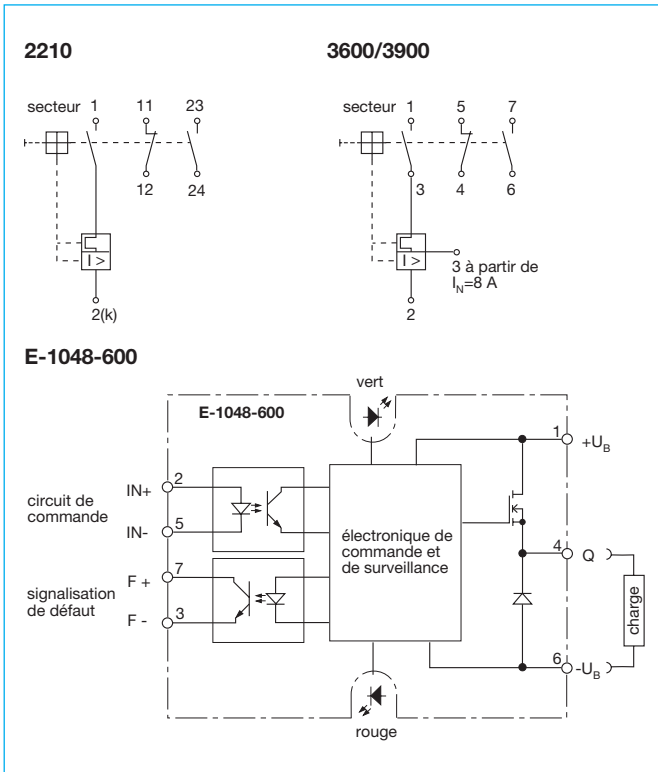 2210
3600/3900
secteur 1 11 23
12 24
I >
2(k)
secteur 1 5 7
3 4 6
I >
3 à partir de
I_N=8 A
2
E-1048-600
vert
E-1048-600
1 +U_B
2
IN+
circuit de
commande
IN-
5
électronique de
commande et
de surveillance
4 Q
charge
7
F +
signalisation
de défaut
F -
3
6 -U_B
rouge